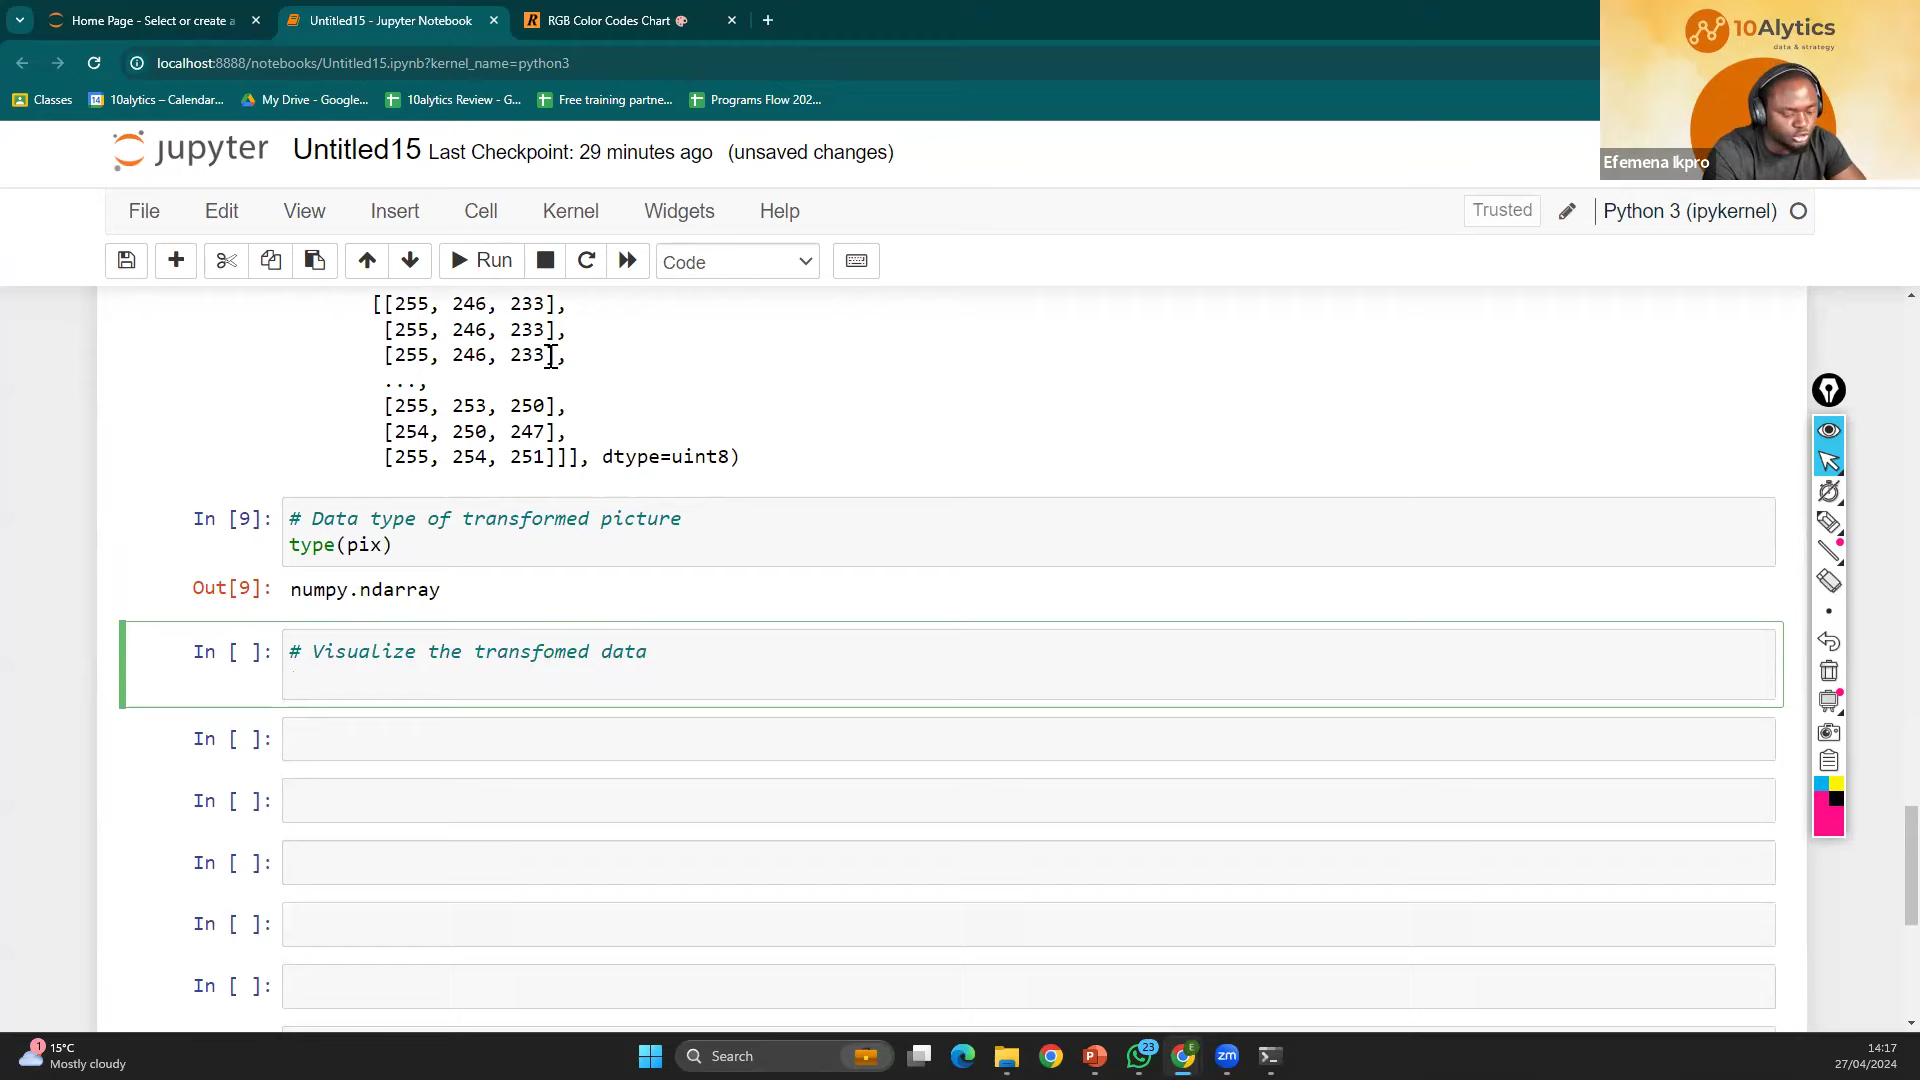 Home Page - Select or create a
Untitled15 - Jupyter Notebook
RGB Color Codes Chart
localhost:8888/notebooks/Untitled15.ipynb?kernel_name=python3
Classes
10alytics – Calendar...
My Drive - Google...
10alytics Review - G...
Free training partne...
Programs Flow 202...
10Alytics
data & strategy
Efemena Ikpro
jupyter
Untitled15 Last Checkpoint: 29 minutes ago (unsaved changes)
File Edit View Insert Cell Kernel Widgets Help
Trusted
Python 3 (ipykernel)
Run
Code
[[255, 246, 233],
[255, 246, 233],
[255, 246, 233],
...,
[255, 253, 250],
[254, 250, 247],
[255, 254, 251]]], dtype=uint8)
In [9]: # Data type of transformed picture
type(pix)
Out[9]: numpy.ndarray
In [ ]: # Visualize the transfomed data
In [ ]:
In [ ]:
In [ ]:
In [ ]:
In [ ]:
1
15°C
Mostly cloudy
Search
23
E
zm
14:17
27/04/2024